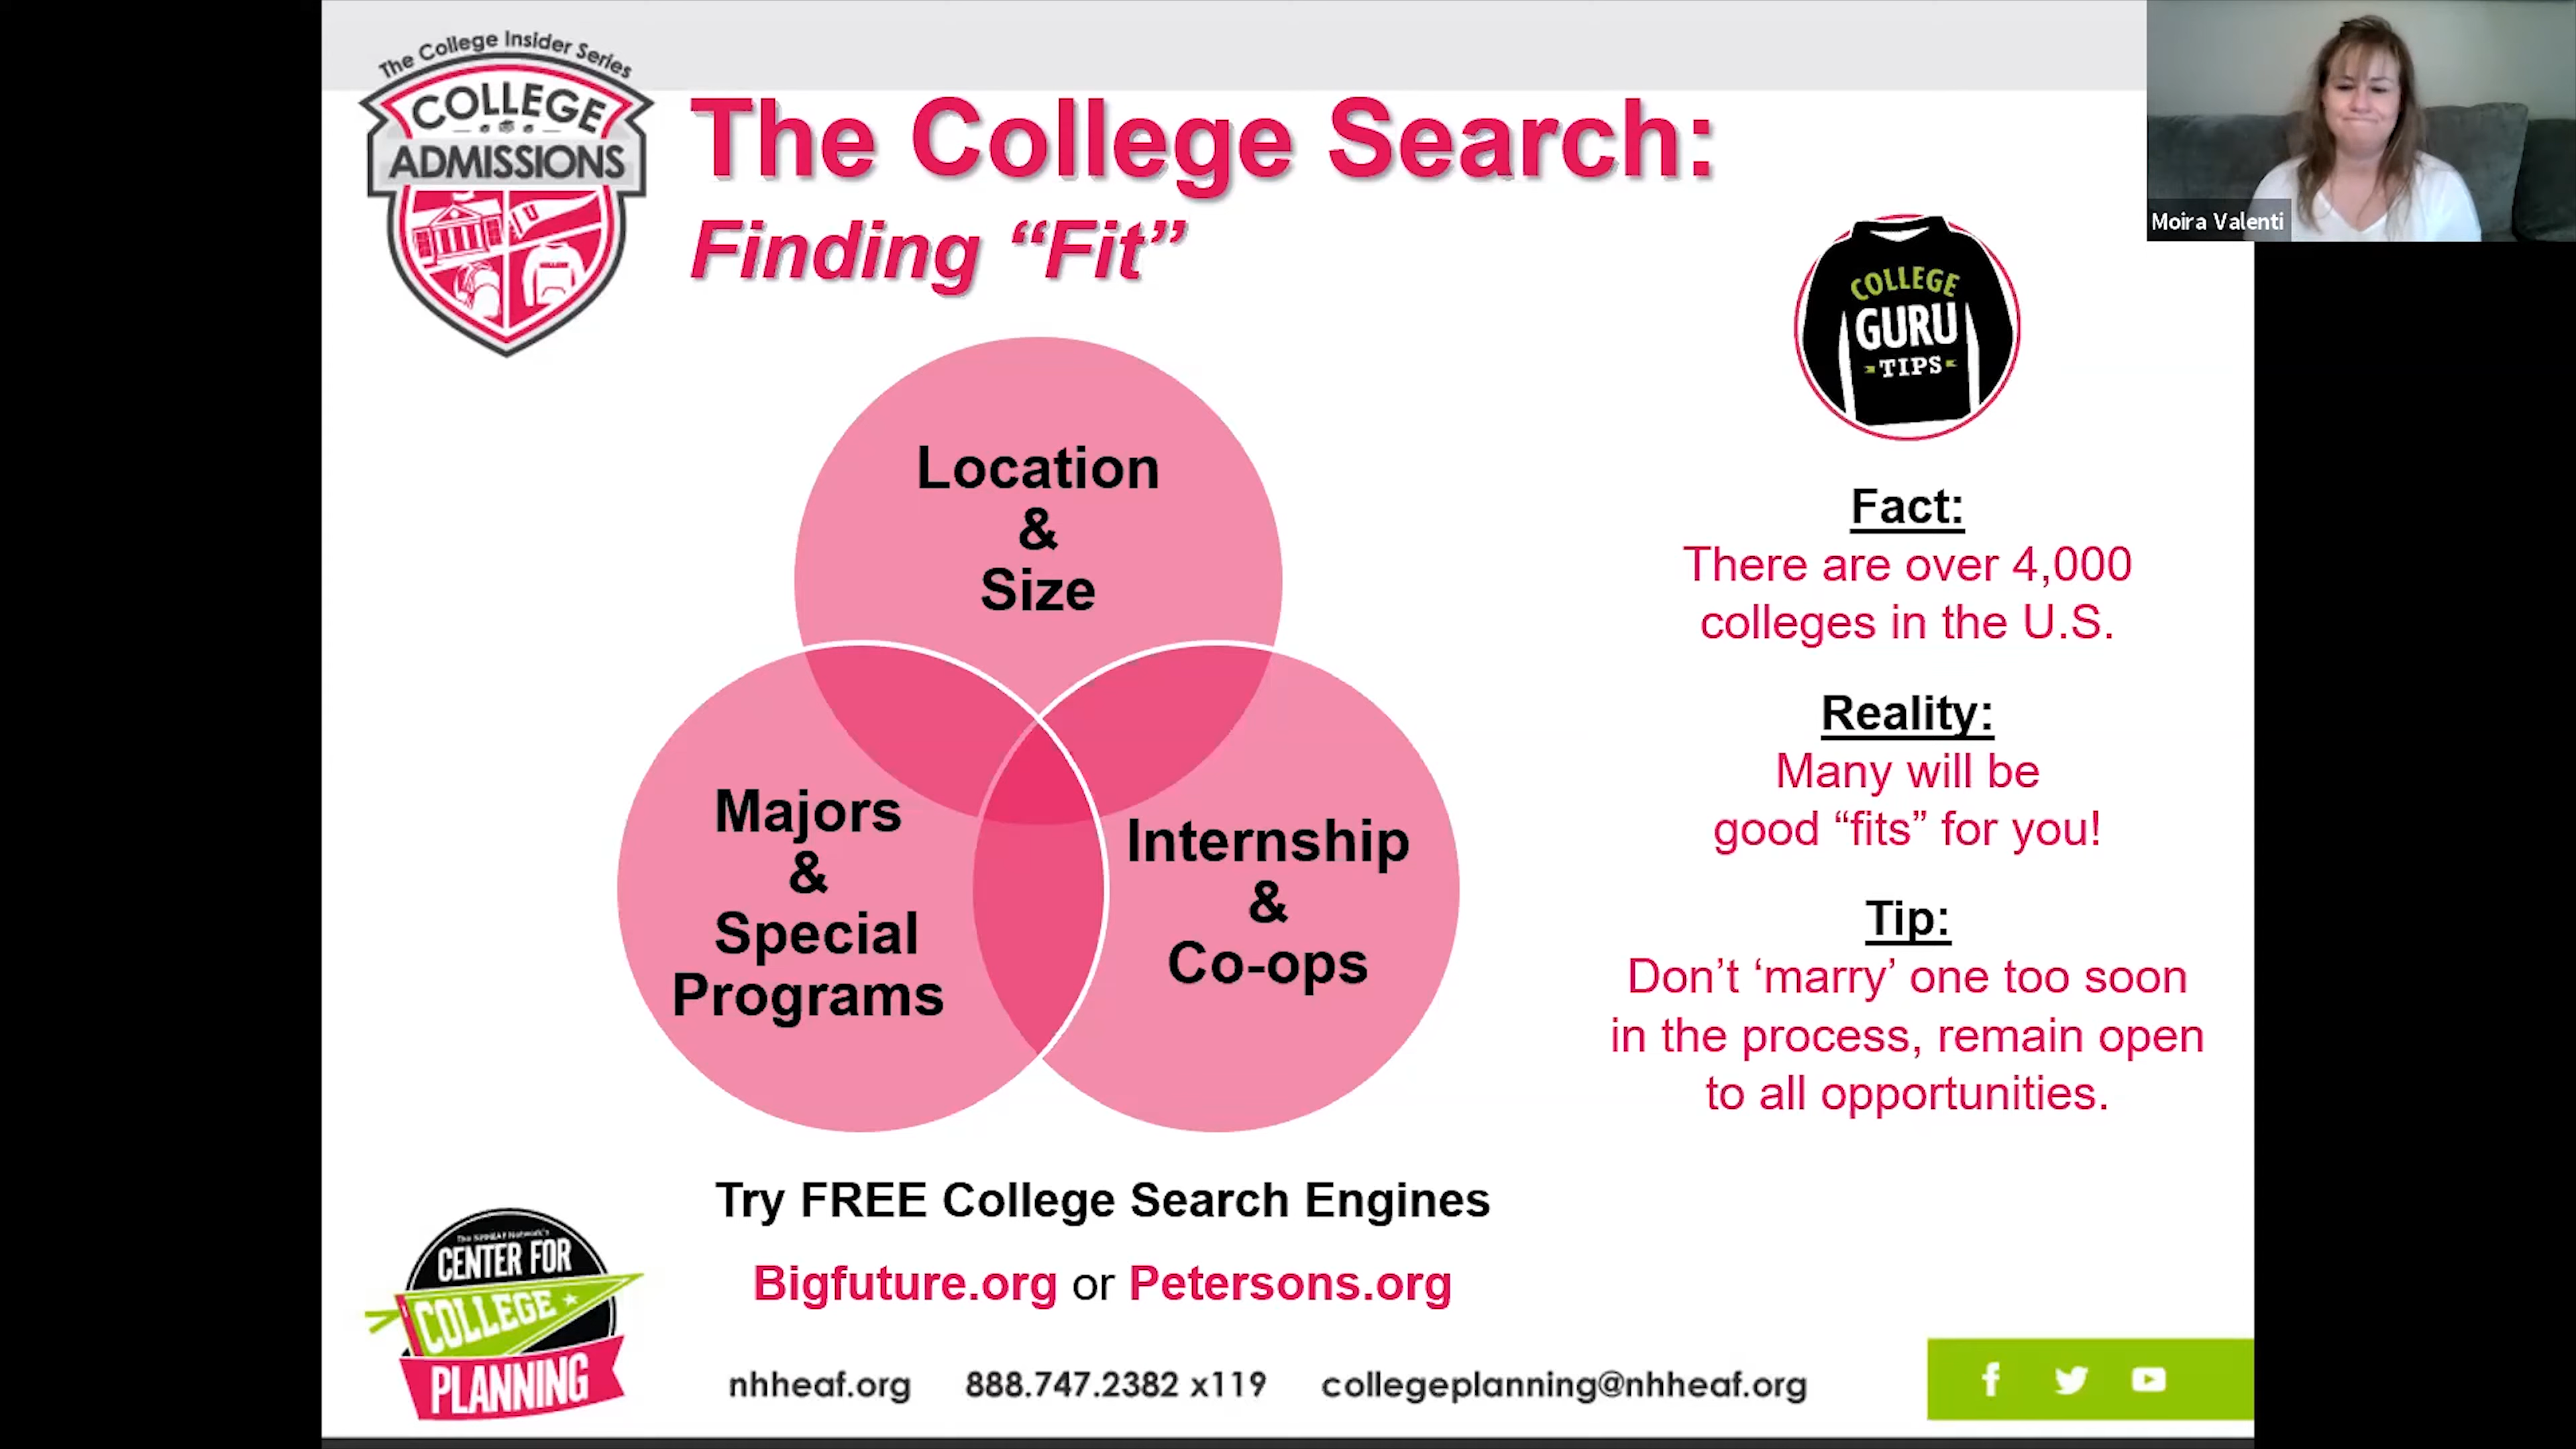 The College Insider Series
COLLEGE
ADMISSIONS
The College Search:
Finding “Fit”
Moira Valenti
COLLEGE
GURU
TIPS
Location
&
Size
Majors
&
Special
Programs
Internship
&
Co-ops
Fact:
There are over 4,000
colleges in the U.S.
Reality:
Many will be
good “fits” for you!
Tip:
Don’t ‘marry’ one too soon
in the process, remain open
to all opportunities.
Try FREE College Search Engines
Bigfuture.org or Petersons.org
The NHHEAF Network's
CENTER FOR
COLLEGE
PLANNING
nhheaf.org 888.747.2382 x119 collegeplanning@nhheaf.org